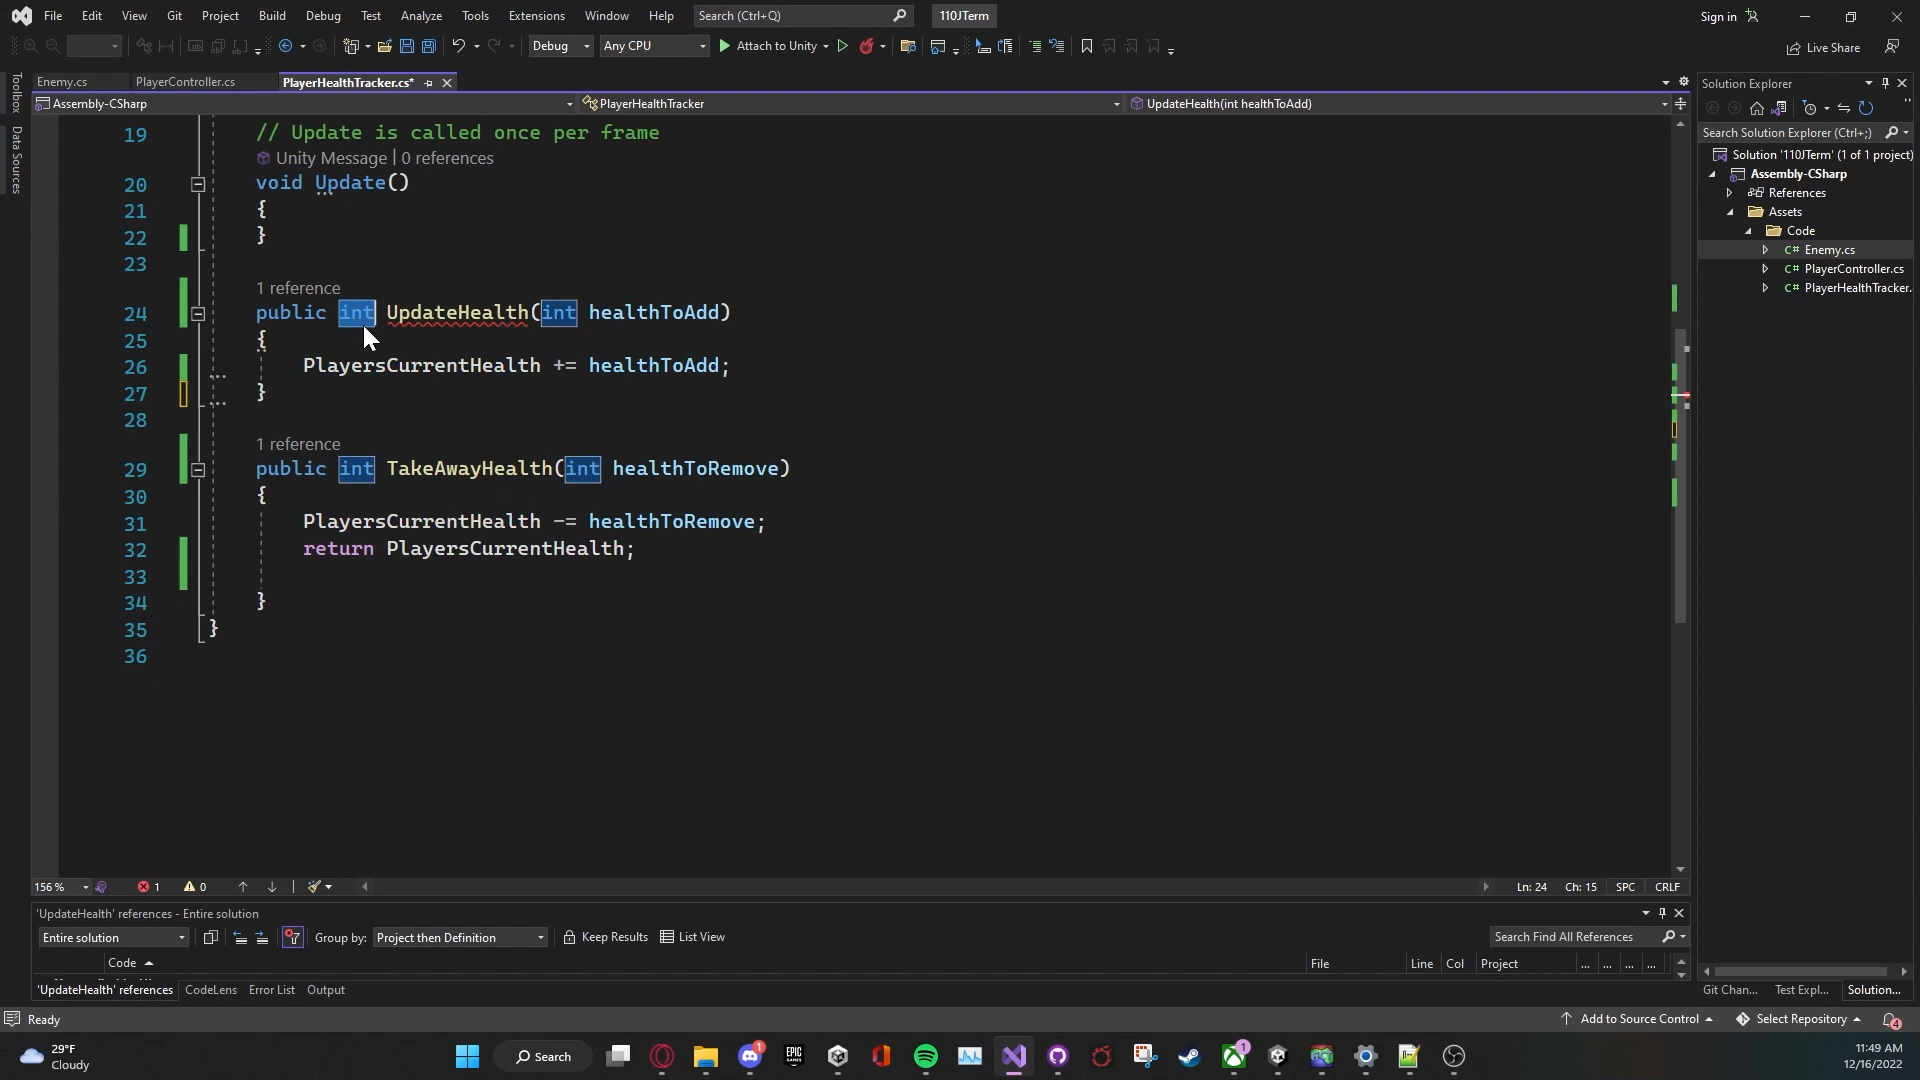 File Edit View Git Project Build Debug Test Analyze Tools Extensions Window Help Search (Ctrl+Q) 110JTerm Sign in
Debug Any CPU Attach to Unity Live Share
Toolbox
Data Sources
Enemy.cs PlayerController.cs PlayerHealthTracker.cs*
Assembly-CSharp PlayerHealthTracker UpdateHealth(int healthToAdd)
19 // Update is called once per frame
Unity Message | 0 references
20 void Update()
21 {
22 }
23
1 reference
24 public int UpdateHealth(int healthToAdd)
25 {
26 PlayersCurrentHealth += healthToAdd;
27 }
28
1 reference
29 public int TakeAwayHealth(int healthToRemove)
30 {
31 PlayersCurrentHealth -= healthToRemove;
32 return PlayersCurrentHealth;
33
34 }
35 }
36
156 % 1 0 Ln: 24 Ch: 15 SPC CRLF
'UpdateHealth' references - Entire solution
Entire solution Group by: Project then Definition Keep Results List View Search Find All References
Code File Line Col Project ... ... ... ...
'UpdateHealth' references CodeLens Error List Output
Solution Explorer
Search Solution Explorer (Ctrl+;)
Solution '110JTerm' (1 of 1 project)
Assembly-CSharp
References
Assets
Code
C# Enemy.cs
C# PlayerController.cs
C# PlayerHealthTracker.
Git Chan... Test Expl... Solution...
Ready Add to Source Control Select Repository 4
29°F
Cloudy
Search
1
EPIC GAMES
1
11:49 AM
12/16/2022